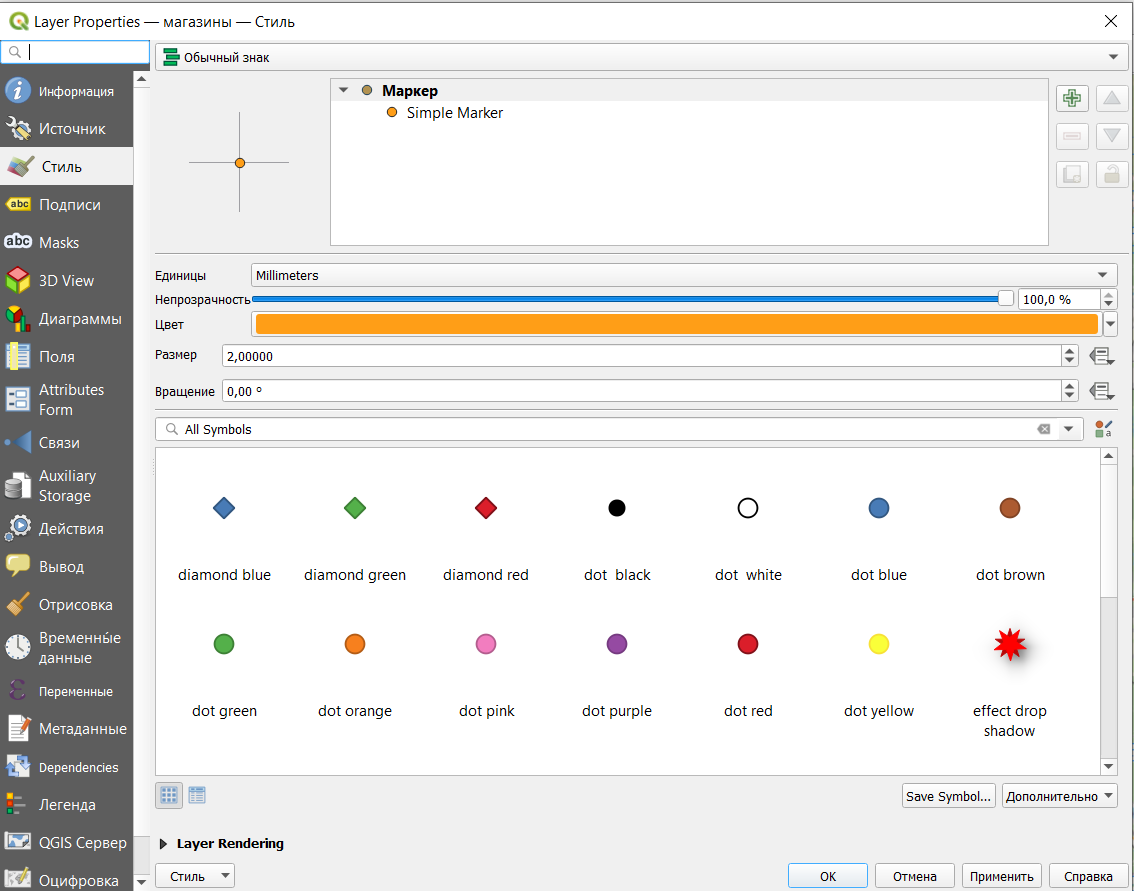 Layer Properties — магазины — Стиль
Обычный знак
Информация
Источник
Стиль
Подписи
Masks
3D View
Диаграммы
Поля
Attributes
Form
Связи
Auxiliary
Storage
Действия
Вывод
Отрисовка
Временны́е
данные
Переменные
Метаданные
Dependencies
Легенда
QGIS Сервер
Оцифровка
Маркер
Simple Marker
Единицы
Millimeters
Непрозрачность
100,0 %
Цвет
Размер
2,00000
Вращение
0,00 °
All Symbols
diamond blue
diamond green
diamond red
dot black
dot white
dot blue
dot brown
dot green
dot orange
dot pink
dot purple
dot red
dot yellow
effect drop
shadow
Save Symbol...
Дополнительно
Layer Rendering
Стиль
OK
Отмена
Применить
Справка